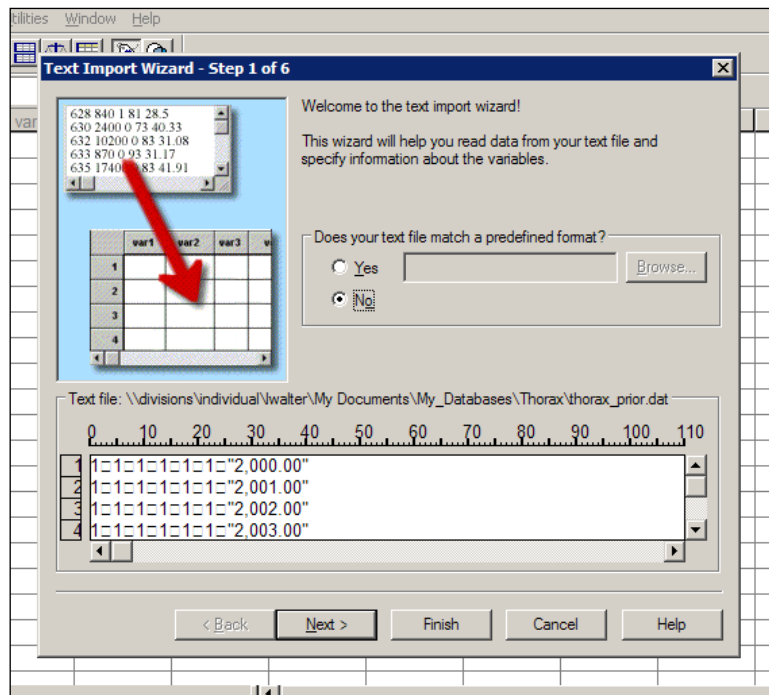 tilities Window Help
Text Import Wizard - Step 1 of 6
var
628 840 1 81 28.5
630 2400 0 73 40.33
632 10200 0 83 31.08
633 870 0 93 31.17
635 1740 83 41.91
var1 var2 var3 v
1
2
3
4
Welcome to the text import wizard!
This wizard will help you read data from your text file and
specify information about the variables.
Does your text file match a predefined format?
Yes Browse...
No
Text file: \\divisions\individual\lwalter\My Documents\My_Databases\Thorax\thorax_prior.dat
0 10 20 30 40 50 60 70 80 90 100 110
1 1□1□1□1□1□1□"2,000.00"
2 1□1□1□1□1□1□"2,001.00"
3 1□1□1□1□1□1□"2,002.00"
4 1□1□1□1□1□1□"2,003.00"
< Back Next > Finish Cancel Help